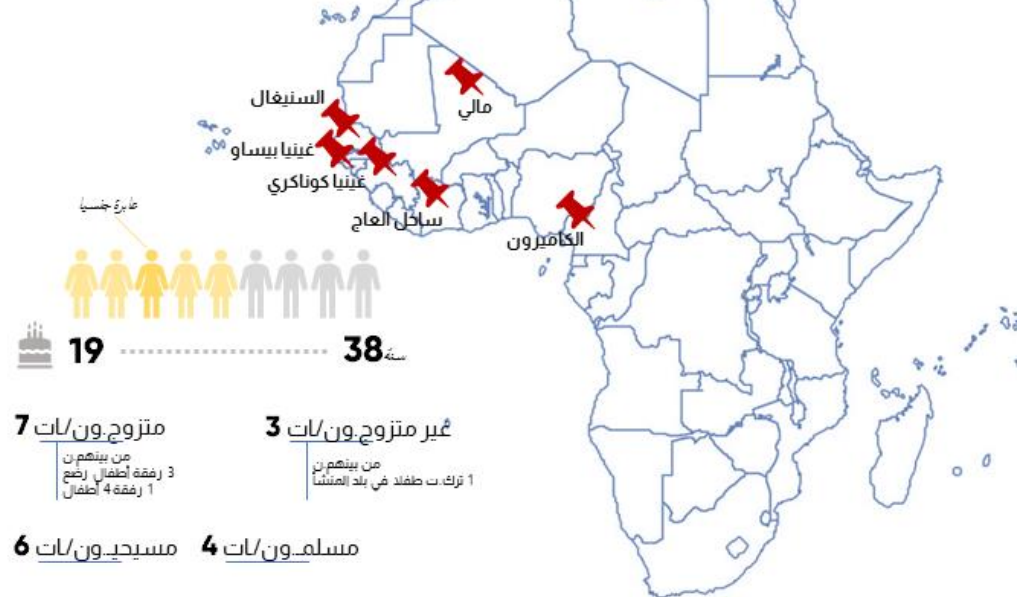 مالي
السنيغال
غينيا بيساو
غينيا كوناكري
ساحل العاج
الكاميرون
عابرة جنسيا
19 38 سنة
7 متزوج.ون/ات
من بينهم.ن
3 رفقة أطفال رضع
1 رفقة 4 أطفال
3 غير متزوج.ون/ات
من بينهم.ن
1 ترك.ت طفلا في بلد المنشأ
6 مسيحيـ.ون/ات
4 مسلمـ.ون/ات